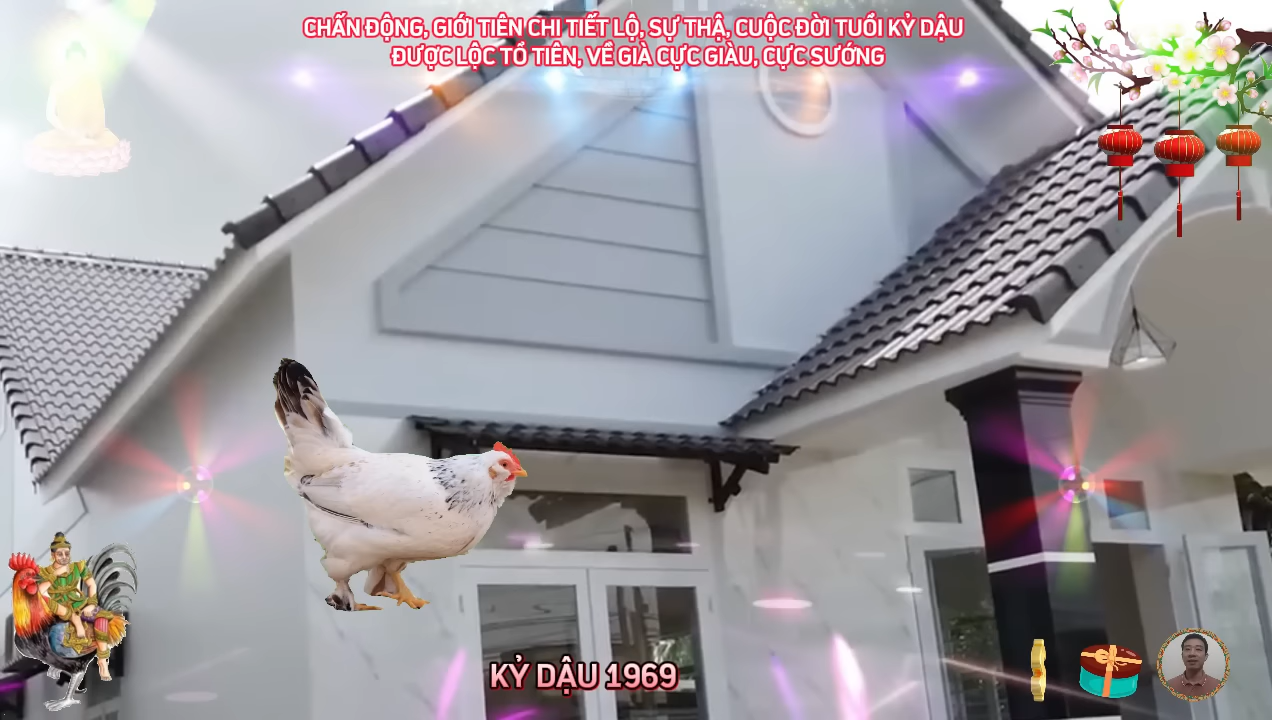 CHẤN ĐỘNG, GIỚI TIÊN CHI TIẾT LỘ, SỰ THẬ, CUỘC ĐỜI TUỔI KỶ DẬU
ĐƯỢC LỘC TỔ TIÊN, VỀ GIÀ CỰC GIÀU, CỰC SƯỚNG
KỶ DẬU 1969